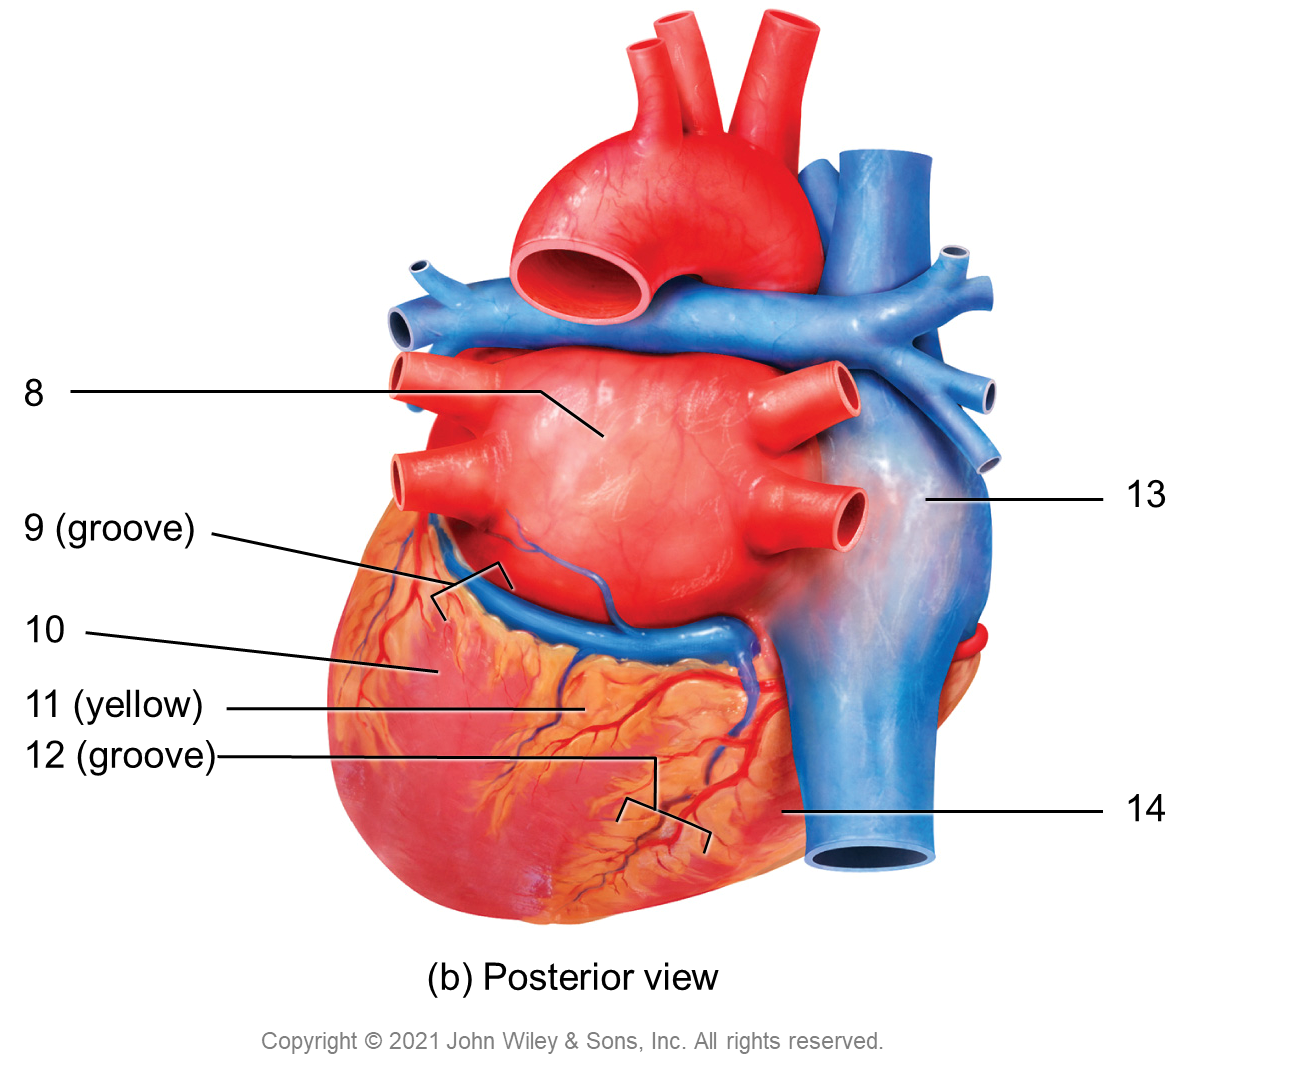 8
9 (groove)
10
11 (yellow)
12 (groove)
13
14
(b) Posterior view
Copyright © 2021 John Wiley & Sons, Inc. All rights reserved.